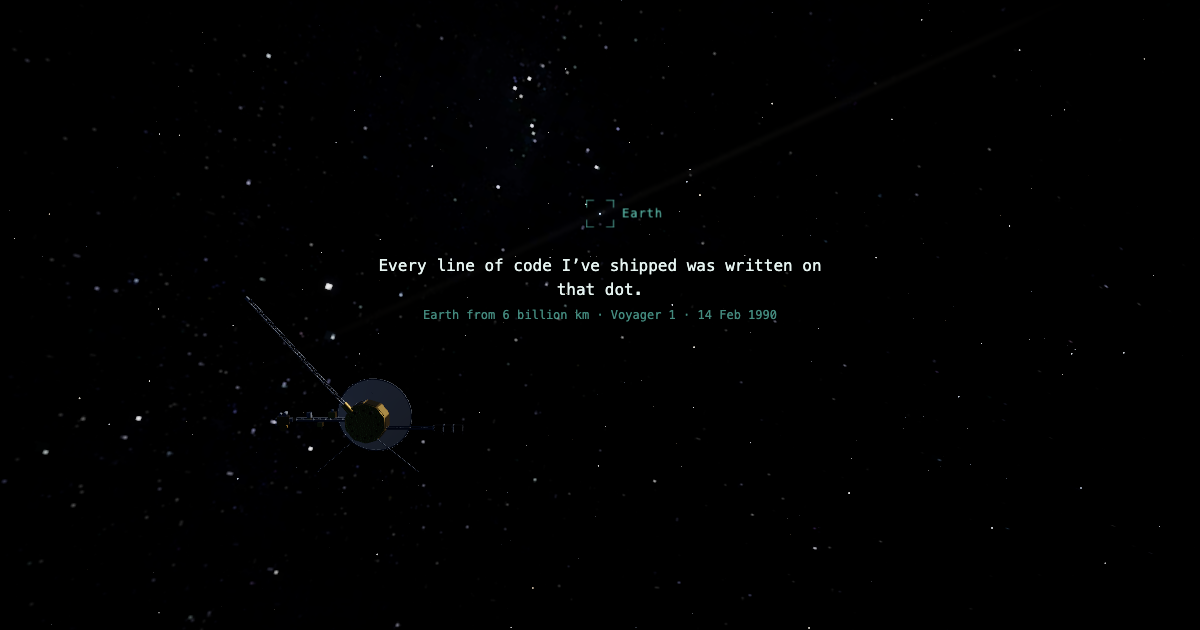 Earth
Every line of code I’ve shipped was written on
that dot.
Earth from 6 billion km · Voyager 1 · 14 Feb 1990